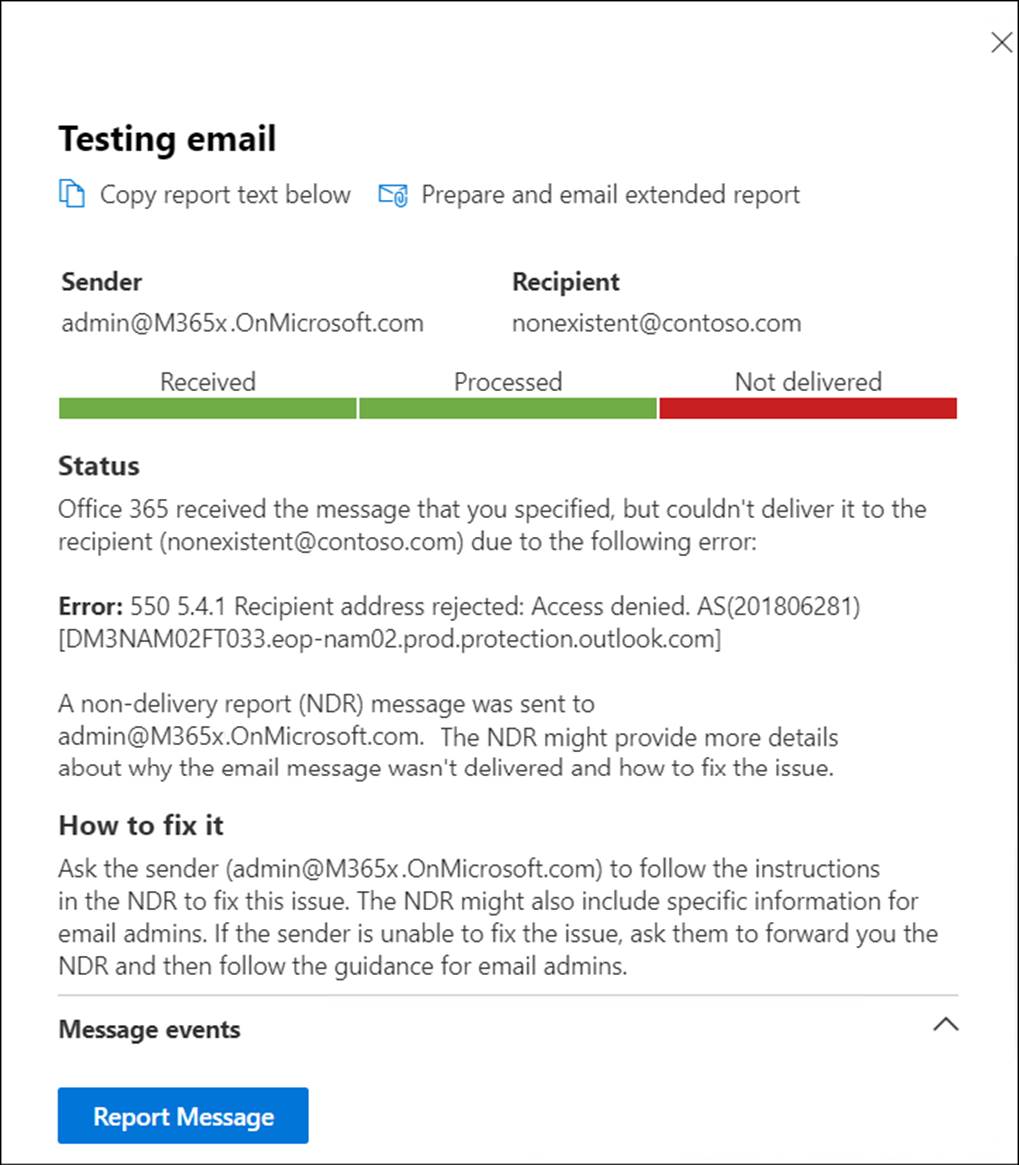 Testing email
Copy report text below Prepare and email extended report
Sender Recipient
admin@M365x.OnMicrosoft.com nonexistent@contoso.com
Received Processed Not delivered
Status
Office 365 received the message that you specified, but couldn't deliver it to the
recipient (nonexistent@contoso.com) due to the following error:
Error: 550 5.4.1 Recipient address rejected: Access denied. AS(201806281)
[DM3NAM02FT033.eop-nam02.prod.protection.outlook.com]
A non-delivery report (NDR) message was sent to
admin@M365x.OnMicrosoft.com. The NDR might provide more details
about why the email message wasn't delivered and how to fix the issue.
How to fix it
Ask the sender (admin@M365x.OnMicrosoft.com) to follow the instructions
in the NDR to fix this issue. The NDR might also include specific information for
email admins. If the sender is unable to fix the issue, ask them to forward you the
NDR and then follow the guidance for email admins.
Message events
Report Message